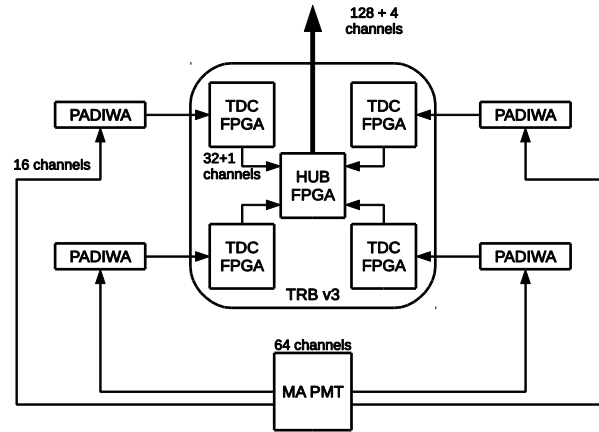 128 + 4
channels
TDC
FPGA
TDC
FPGA
PADIWA
PADIWA
16 channels
32+1
channels
HUB
FPGA
TDC
FPGA
TDC
FPGA
PADIWA
PADIWA
TRB v3
64 channels
MA PMT